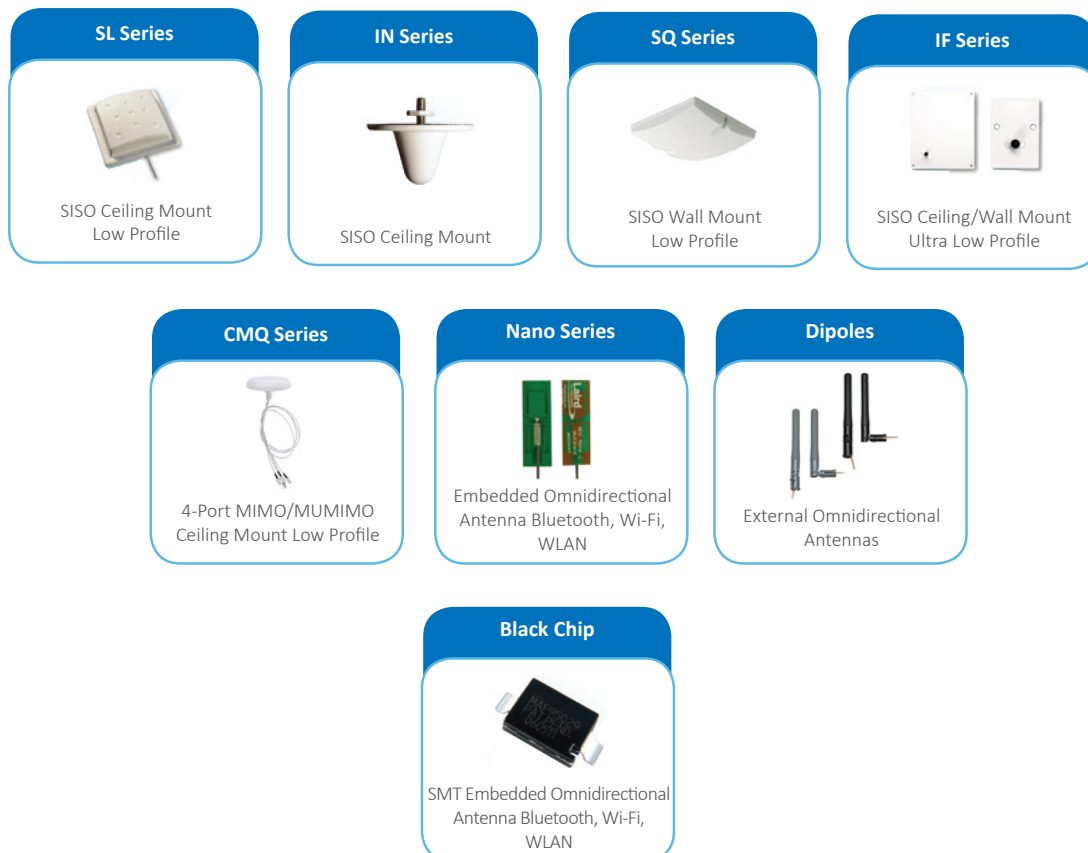 SL Series
IN Series
SQ Series
IF Series
SISO Ceiling Mount
Low Profile
SISO Ceiling Mount
SISO Wall Mount
Low Profile
SISO Ceiling/Wall Mount
Ultra Low Profile
CMQ Series
Nano Series
Dipoles
4-Port MIMO/MUMIMO
Ceiling Mount Low Profile
Laird
Embedded Omnidirectional
Antenna Bluetooth, Wi-Fi,
WLAN
External Omnidirectional
Antennas
Black Chip
MAF95029
PAT.PEND.
SMT Embedded Omnidirectional
Antenna Bluetooth, Wi-Fi,
WLAN